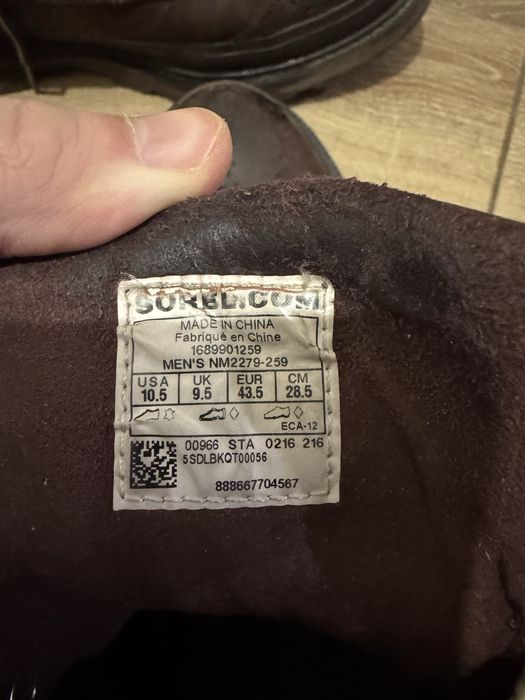 SOREL.COM
MADE IN CHINA
Fabriqué en Chine
1689901259
MEN'S NM2279-259
USA UK EUR CM
10.5 9.5 43.5 28.5
ECA-12
00966 STA 0216 216
5SDLBKQT00056
888667704567